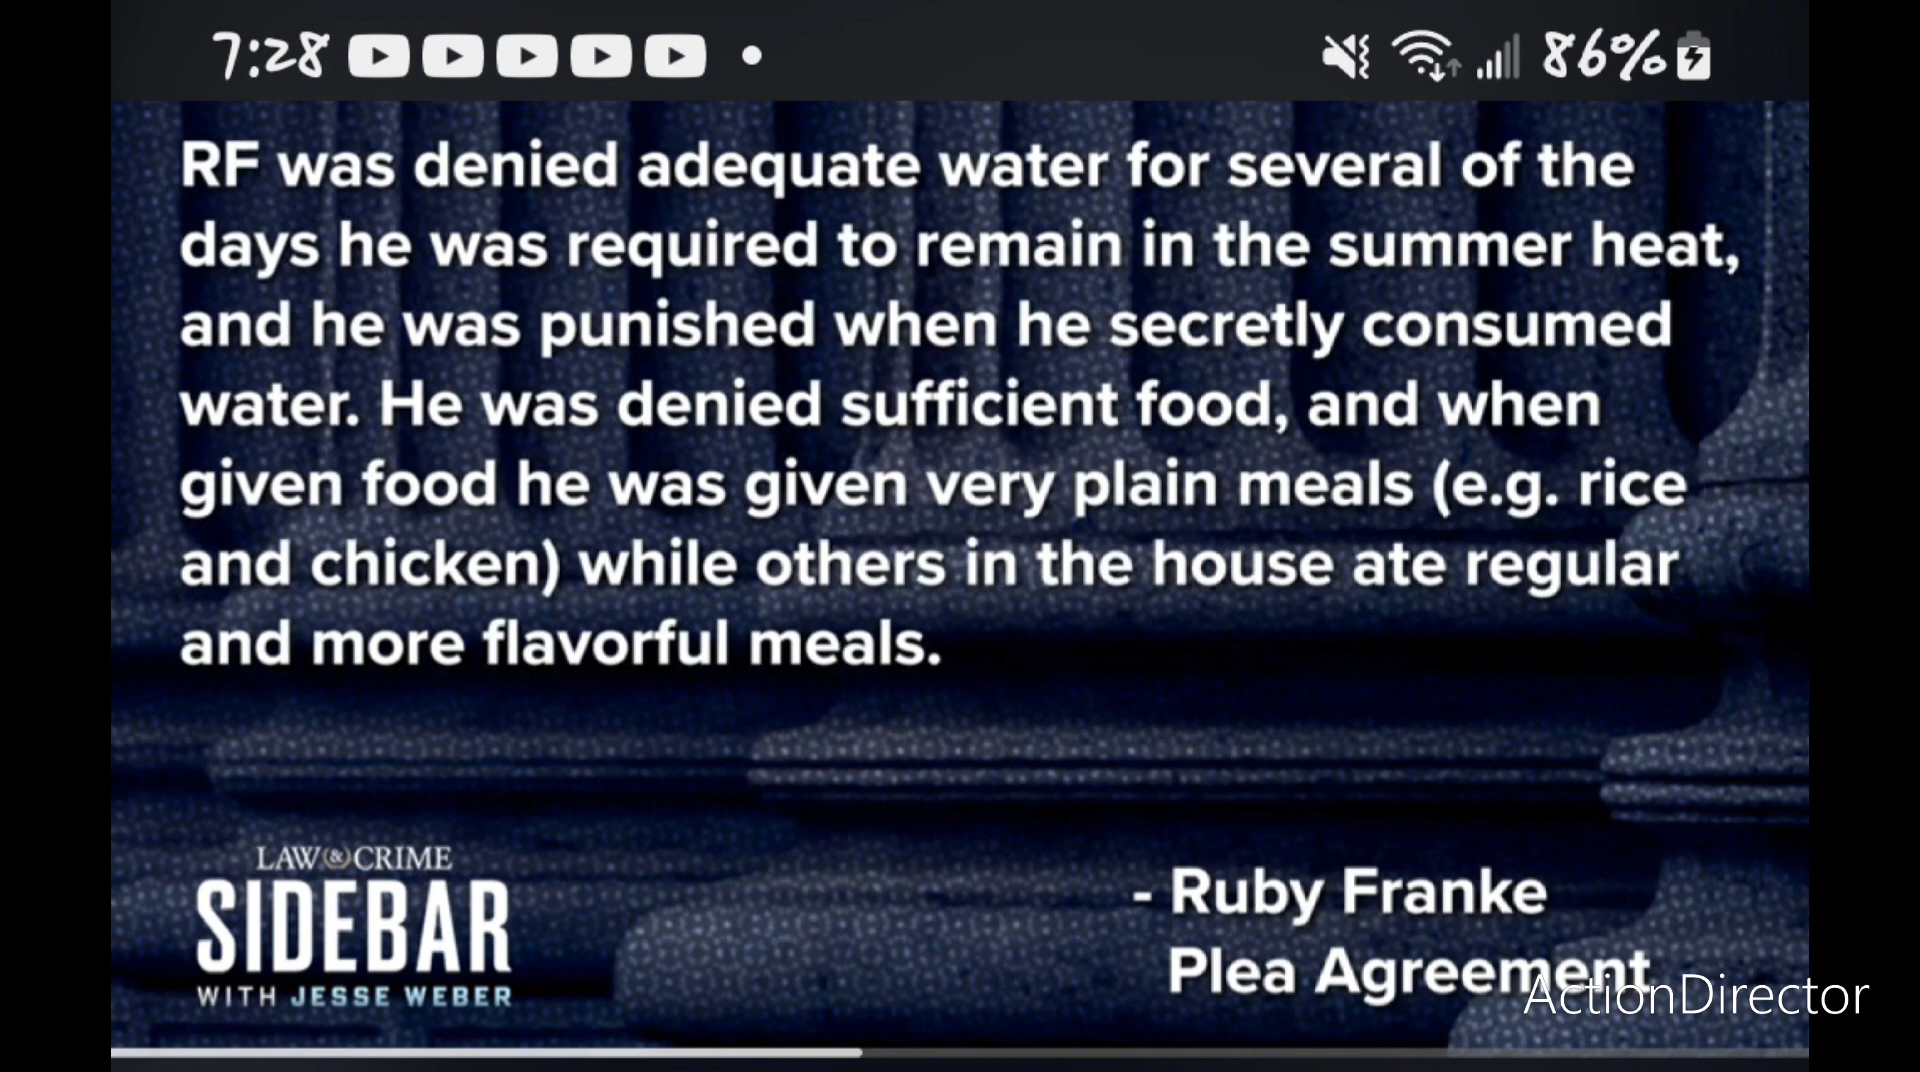 7:28 86%
RF was denied adequate water for several of the
days he was required to remain in the summer heat,
and he was punished when he secretly consumed
water. He was denied sufficient food, and when
given food he was given very plain meals (e.g. rice
and chicken) while others in the house ate regular
and more flavorful meals.
LAW & CRIME
SIDEBAR
WITH JESSE WEBER
- Ruby Franke
Plea Agreement
ActionDirector